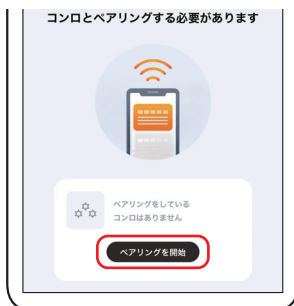 コンロとペアリングする必要があります
ペアリングをしている
コンロはありません
ペアリングを開始